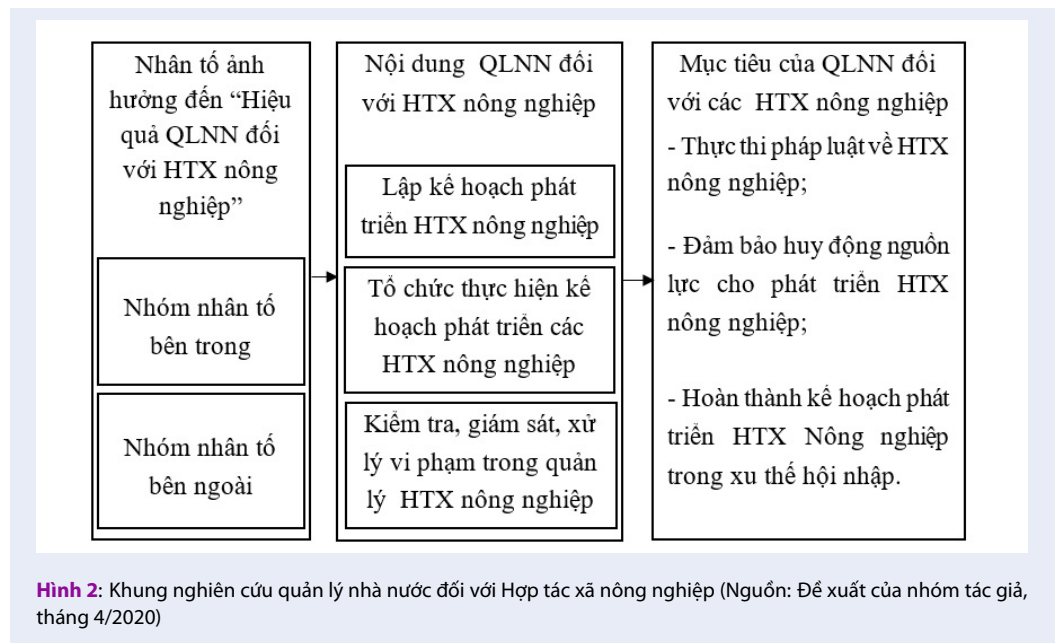 Nhân tố ảnh
hưởng đến “Hiệu
quả QLNN đối
với HTX nông
nghiệp”
Nhóm nhân tố
bên trong
Nhóm nhân tố
bên ngoài
Nội dung QLNN đối
với HTX nông nghiệp
Lập kế hoạch phát
triển HTX nông nghiệp
Tổ chức thực hiện kế
hoạch phát triển các
HTX nông nghiệp
Kiểm tra, giám sát, xử
lý vi phạm trong quản
lý HTX nông nghiệp
Mục tiêu của QLNN đối
với các HTX nông nghiệp
- Thực thi pháp luật về HTX
nông nghiệp;
- Đảm bảo huy động nguồn
lực cho phát triển HTX
nông nghiệp;
- Hoàn thành kế hoạch phát
triển HTX Nông nghiệp
trong xu thế hội nhập.
Hình 2: Khung nghiên cứu quản lý nhà nước đối với Hợp tác xã nông nghiệp (Nguồn: Đề xuất của nhóm tác giả,
tháng 4/2020)